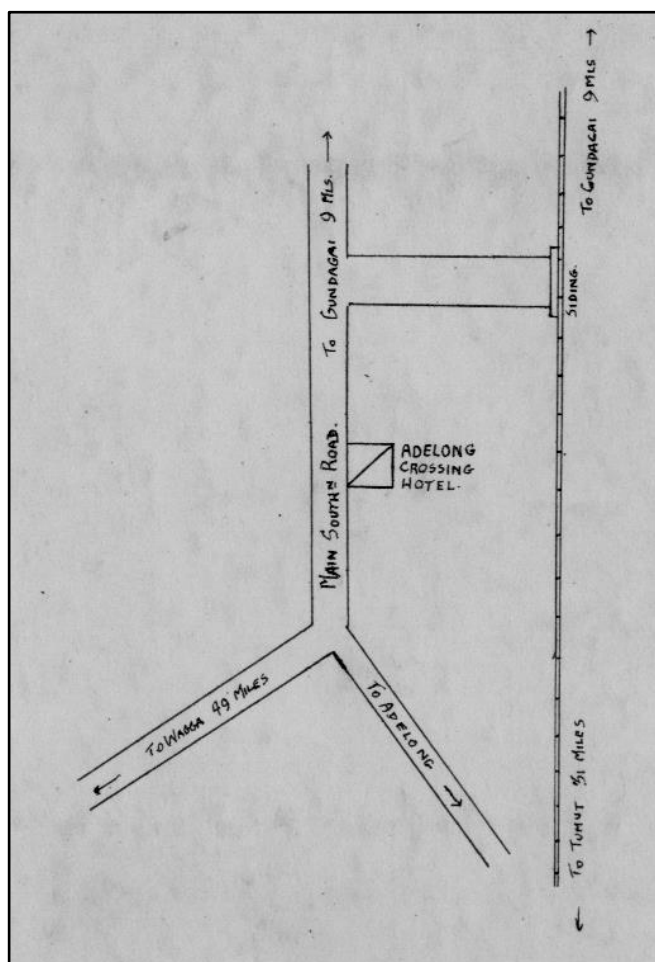 To GUNDAGAI 9 MLS
To GUNDAGAI 9 MLS.
SIDING.
MAIN SOUTHN ROAD.
ADELONG
CROSSING
HOTEL.
To WAGGA 49 MILES
To ADELONG
To TUMUT 31 MILES